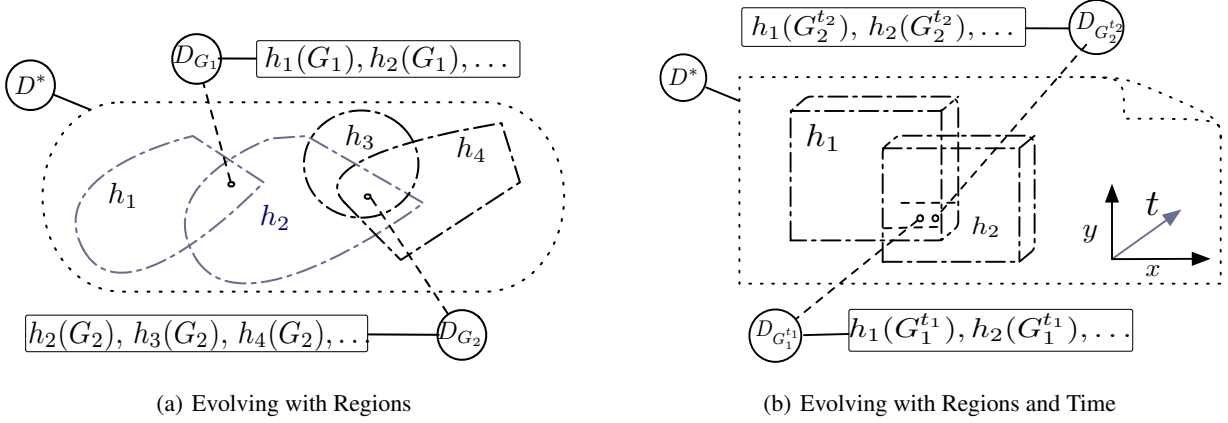 D_{G_1} h_1(G_1), h_2(G_1), ...
D*
h_1
h_2
h_3
h_4
h_2(G_2), h_3(G_2), h_4(G_2), ... D_{G_2}
(a) Evolving with Regions
h_1(G_2^{t_2}), h_2(G_2^{t_2}), ... D_{G_2^{t_2}}
D*
h_1
h_2
t
y
x
D_{G_1^{t_1}} h_1(G_1^{t_1}), h_2(G_1^{t_1}), ...
(b) Evolving with Regions and Time